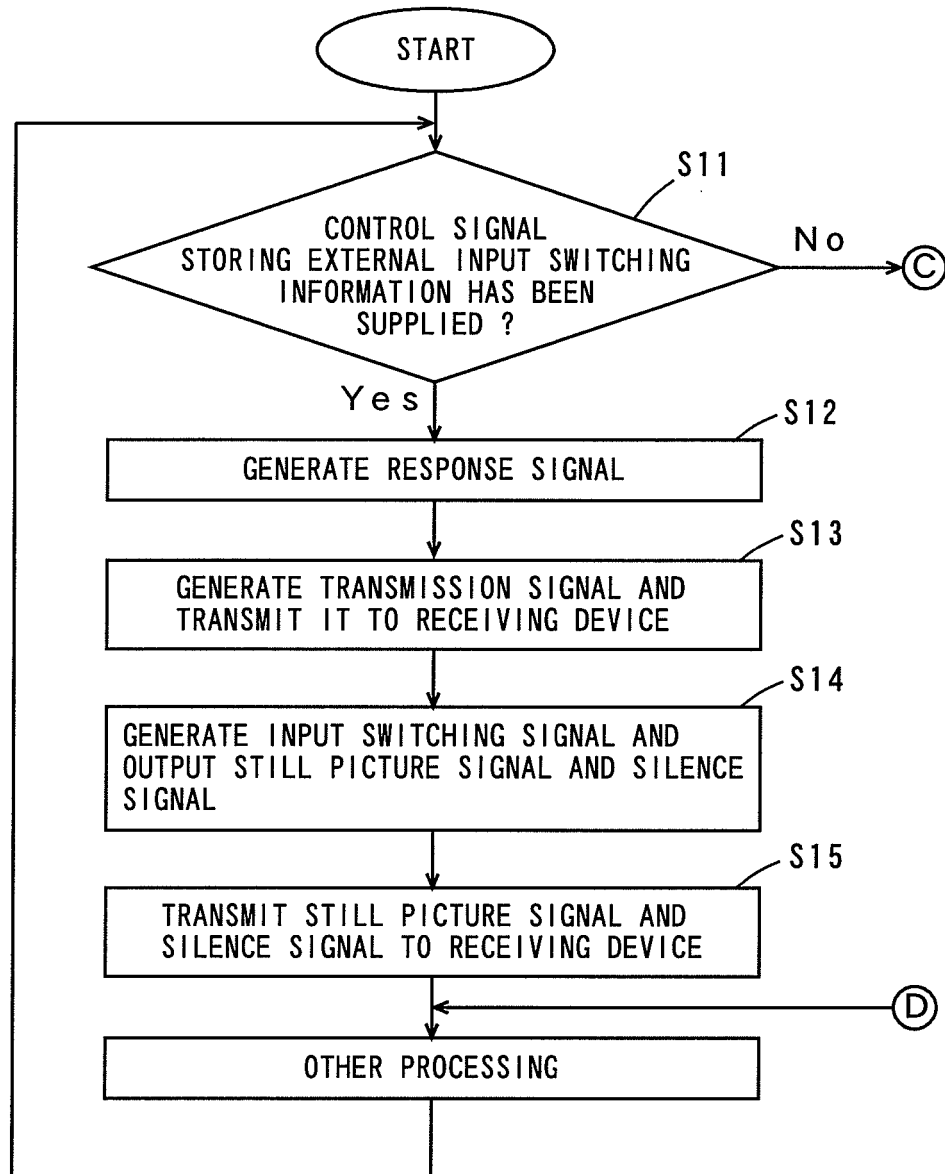 START
S11
CONTROL SIGNAL
STORING EXTERNAL INPUT SWITCHING
INFORMATION HAS BEEN
SUPPLIED ?
No
C
Yes
S12
GENERATE RESPONSE SIGNAL
S13
GENERATE TRANSMISSION SIGNAL AND
TRANSMIT IT TO RECEIVING DEVICE
S14
GENERATE INPUT SWITCHING SIGNAL AND
OUTPUT STILL PICTURE SIGNAL AND SILENCE
SIGNAL
S15
TRANSMIT STILL PICTURE SIGNAL AND
SILENCE SIGNAL TO RECEIVING DEVICE
D
OTHER PROCESSING